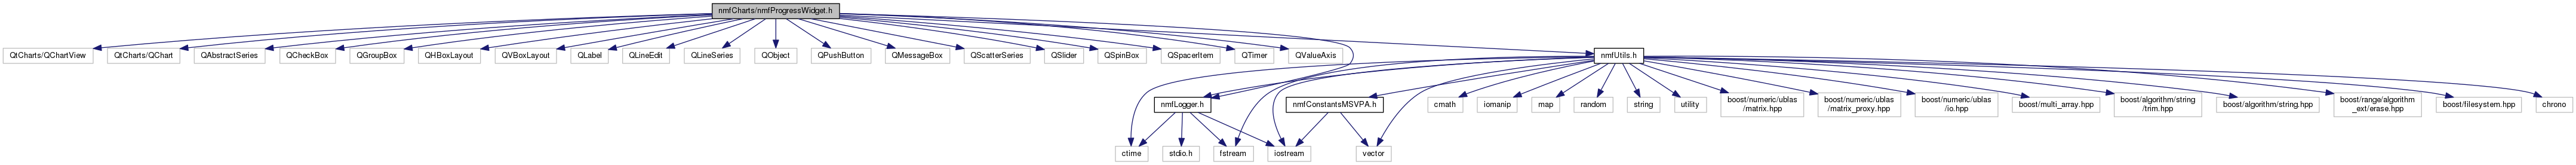 nmfCharts/nmfProgressWidget.h
QtCharts/QChartView
QtCharts/QChart
QAbstractSeries
QCheckBox
QGroupBox
QHBoxLayout
QVBoxLayout
QLabel
QLineEdit
QLineSeries
QObject
QPushButton
QMessageBox
QScatterSeries
QSlider
QSpinBox
QSpacerItem
QTimer
QValueAxis
nmfUtils.h
nmfLogger.h
nmfConstantsMSVPA.h
cmath
iomanip
map
random
string
utility
boost/numeric/ublas
/matrix.hpp
boost/numeric/ublas
/matrix_proxy.hpp
boost/numeric/ublas
/io.hpp
boost/multi_array.hpp
boost/algorithm/string
/trim.hpp
boost/algorithm/string.hpp
boost/range/algorithm
_ext/erase.hpp
boost/filesystem.hpp
chrono
ctime
stdio.h
fstream
iostream
vector